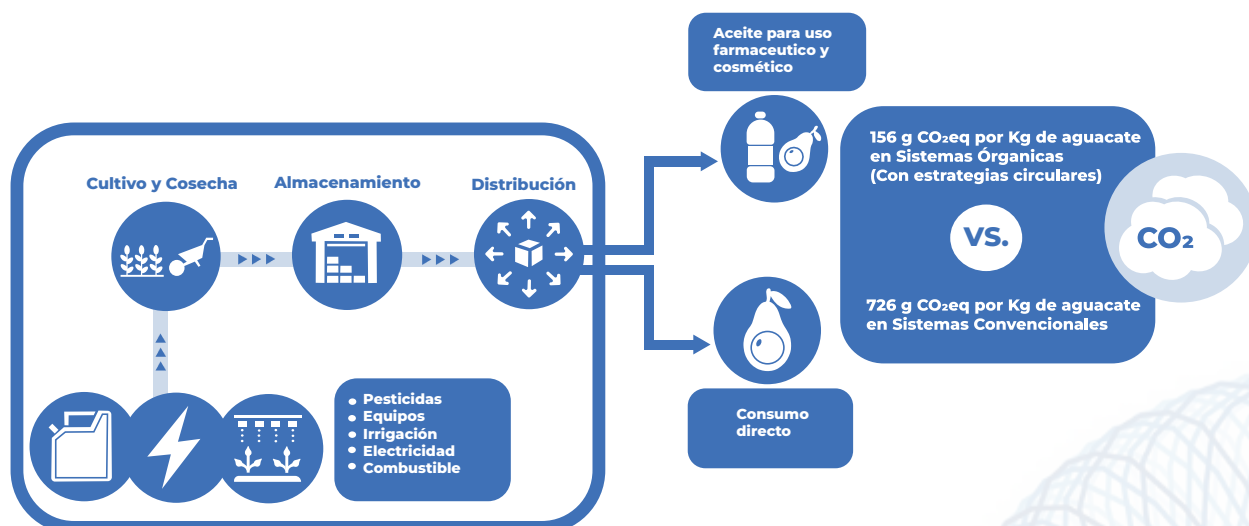 Aceite para uso
farmaceutico y
cosmético
Cultivo y Cosecha
Almacenamiento
Distribución
156 g CO₂eq por Kg de aguacate
en Sistemas Órganicas
(Con estrategias circulares)
VS.
CO₂
726 g CO₂eq por Kg de aguacate
en Sistemas Convencionales
• Pesticidas
• Equipos
• Irrigación
• Electricidad
• Combustible
Consumo
directo